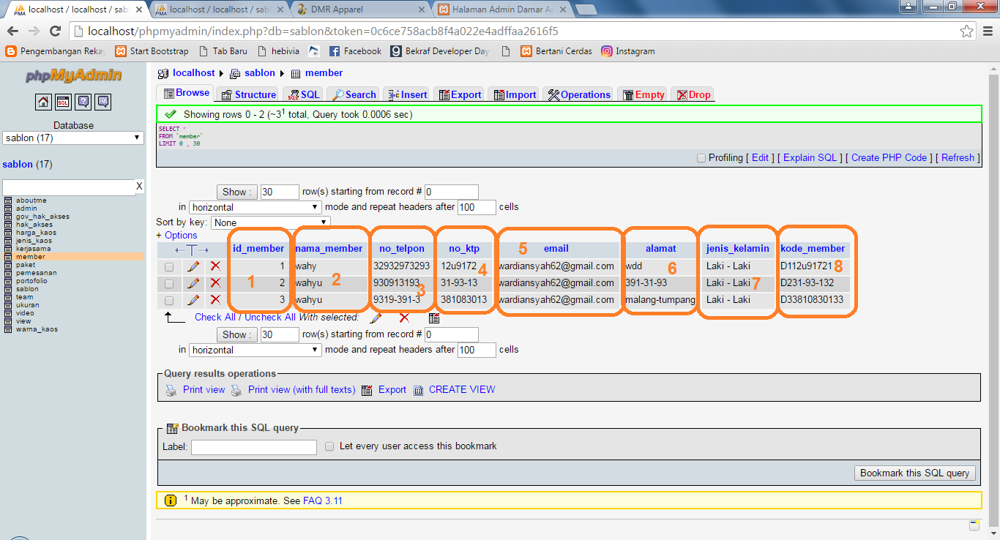 localhost / localhost / sabl
localhost / localhost / sabl
DMR Apparel
Halaman Admin Damar A
localhost/phpmyadmin/index.php?db=sablon&token=0c6ce758acb8f4a022e4adffaa2616f5
Pengembangan Reka Start Bootstrap Tab Baru hebivia Facebook Bekraf Developer Day Bertani Cerdas Instagram
phpMyAdmin
Database
sablon (17)
sablon (17)
X
aboutme
admin
gov_hak_akses
hak_akses
harga_kaos
jenis_kaos
kerjasama
member
paket
pemesanan
portofolio
sablon
team
ukuran
video
view
warna_kaos
localhost sablon member
Browse Structure SQL Search Insert Export Import Operations Empty Drop
Showing rows 0 - 2 (~3¹ total, Query took 0.0006 sec)
SELECT *
FROM `member`
LIMIT 0 , 30
Profiling [ Edit ] [ Explain SQL ] [ Create PHP Code ] [ Refresh ]
Show : 30 row(s) starting from record # 0
in horizontal mode and repeat headers after 100 cells
Sort by key: None
+ Options
id_member nama_member no_telpon no_ktp 5 email alamat jenis_kelamin kode_member
1 wahy 32932973293 12u9172 4 wardiansyah62@gmail.com wdd 6 Laki - Laki D112u91721 8
1 2 wahyu 2 930913193 3 31-93-13 wardiansyah62@gmail.com 391-31-93 Laki - Laki 7 D231-93-132
3 wahyu 9319-391-3 381083013 wardiansyah62@gmail.com malang-tumpang Laki - Laki D33810830133
Check All / Uncheck All With selected:
Show : 30 row(s) starting from record # 0
in horizontal mode and repeat headers after 100 cells
Query results operations
Print view Print view (with full texts) Export CREATE VIEW
Bookmark this SQL query
Label: Let every user access this bookmark
Bookmark this SQL query
¹ May be approximate. See FAQ 3.11